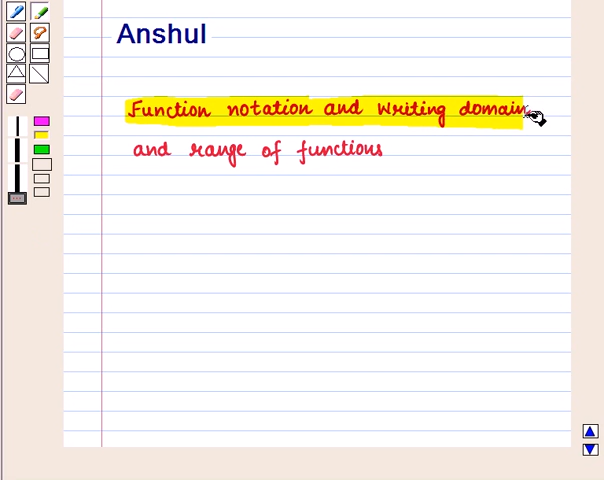 Anshul
Function notation and writing domain
and range of functions